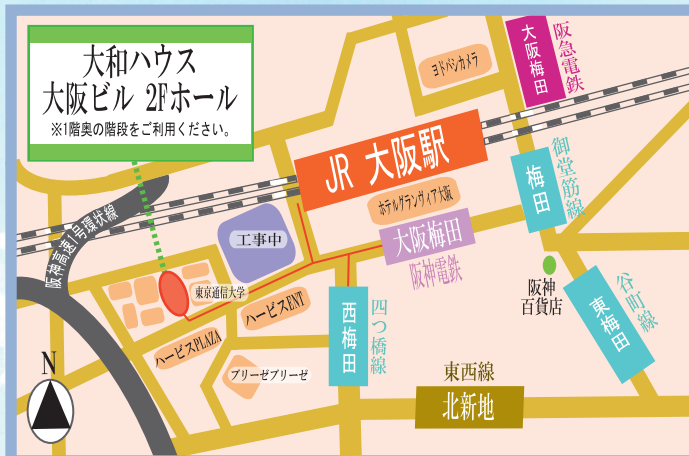 大和ハウス
大阪ビル 2Fホール
※1階奥の階段をご利用ください。
ヨドバシカメラ
大阪梅田
阪急電鉄
JR 大阪駅
ホテルグランヴィア大阪
梅田
御堂筋線
阪神高速1号環状線
工事中
大阪梅田
阪神電鉄
東京通信大学
ハービスENT
ハービスPLAZA
ブリーゼブリーゼ
西梅田
四つ橋線
阪神
百貨店
東梅田
谷町線
東西線
北新地
N